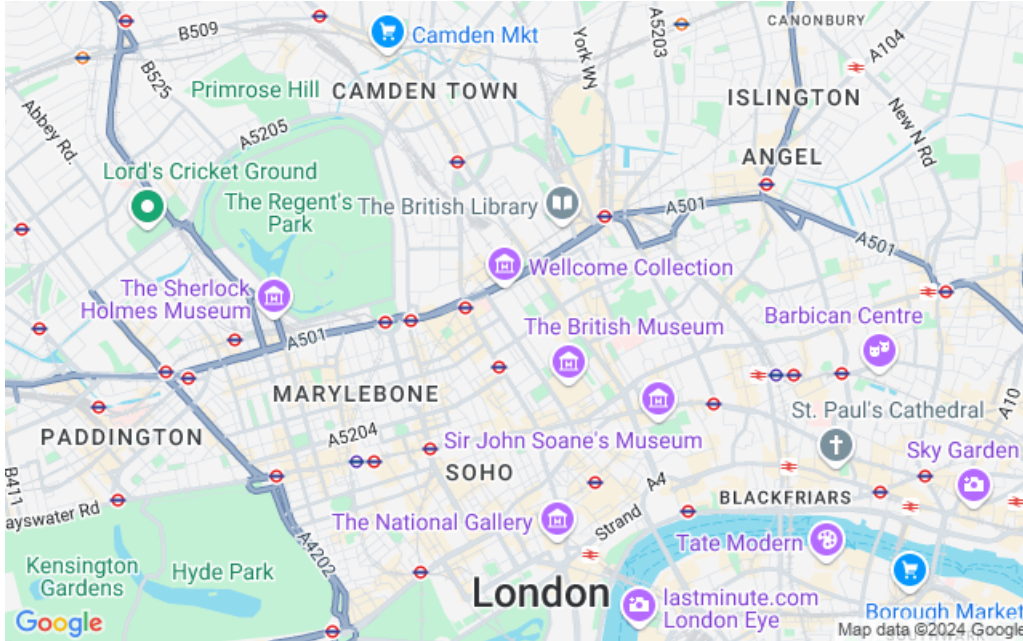 B509
Camden Mkt
York Wy
A5203
CANONBURY
A104
B525
Primrose Hill
CAMDEN TOWN
ISLINGTON
New N Rd
Abbey Rd.
A5205
ANGEL
Lord's Cricket Ground
The Regent's
Park
The British Library
A501
A501
Wellcome Collection
The Sherlock
Holmes Museum
A501
The British Museum
Barbican Centre
MARYLEBONE
St. Paul's Cathedral
A10
PADDINGTON
A5204
Sir John Soane's Museum
Sky Garden
B411
SOHO
A4
BLACKFRIARS
ayswater Rd
The National Gallery
Strand
Tate Modern
A4202
Kensington
Gardens
Hyde Park
London
lastminute.com
London Eye
Borough Market
Google
Map data ©2024 Google